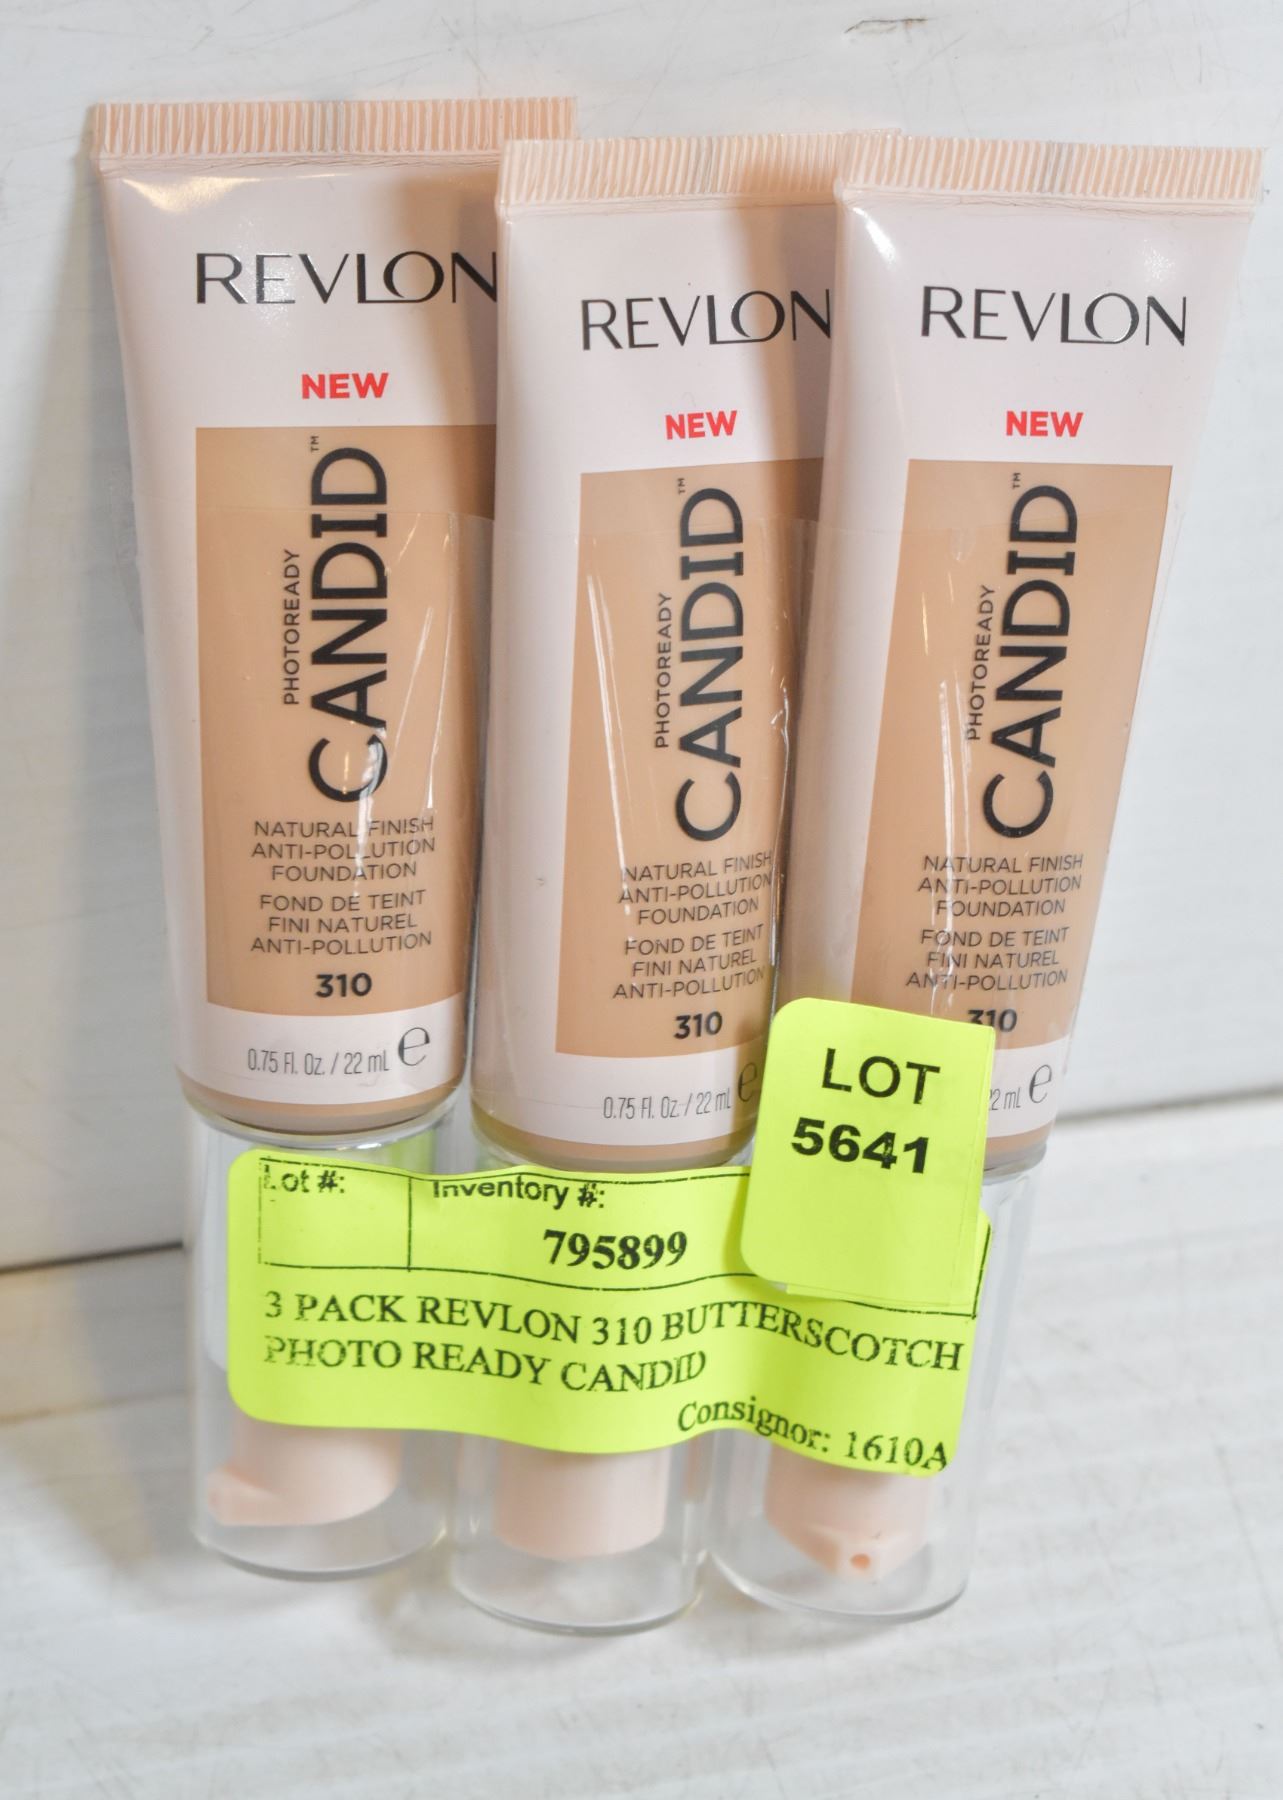 REVLON
NEW
PHOTOREADY
CANDID™
NATURAL FINISH
ANTI-POLLUTION
FOUNDATION
FOND DE TEINT
FINI NATUREL
ANTI-POLLUTION
310
0.75 Fl. Oz. / 22 mL e
REVLON
NEW
PHOTOREADY
CANDID™
NATURAL FINISH
ANTI-POLLUTION
FOUNDATION
FOND DE TEINT
FINI NATUREL
ANTI-POLLUTION
310
0.75 Fl. Oz. / 22 mL e
REVLON
NEW
PHOTOREADY
CANDID™
NATURAL FINISH
ANTI-POLLUTION
FOUNDATION
FOND DE TEINT
FINI NATUREL
ANTI-POLLUTION
310
2 mL e
LOT
5641
Lot #: Inventory #:
795899
3 PACK REVLON 310 BUTTERSCOTCH
PHOTO READY CANDID
Consignor: 1610A